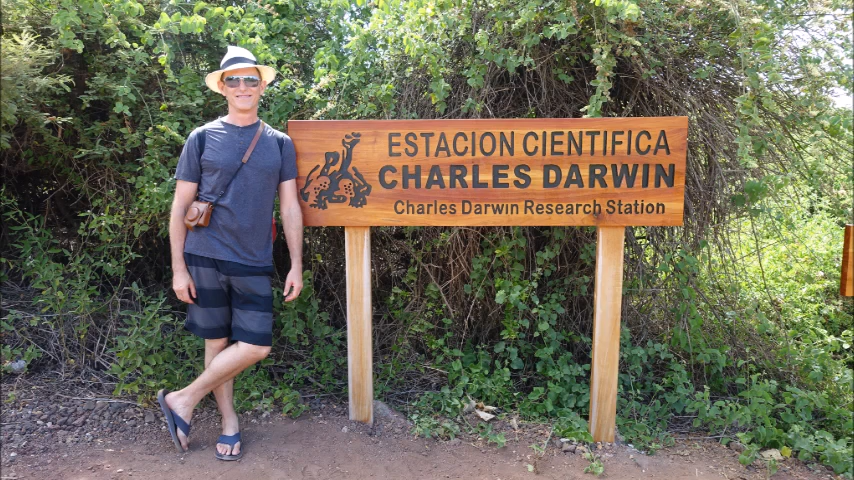 ESTACION CIENTIFICA
CHARLES DARWIN
Charles Darwin Research Station